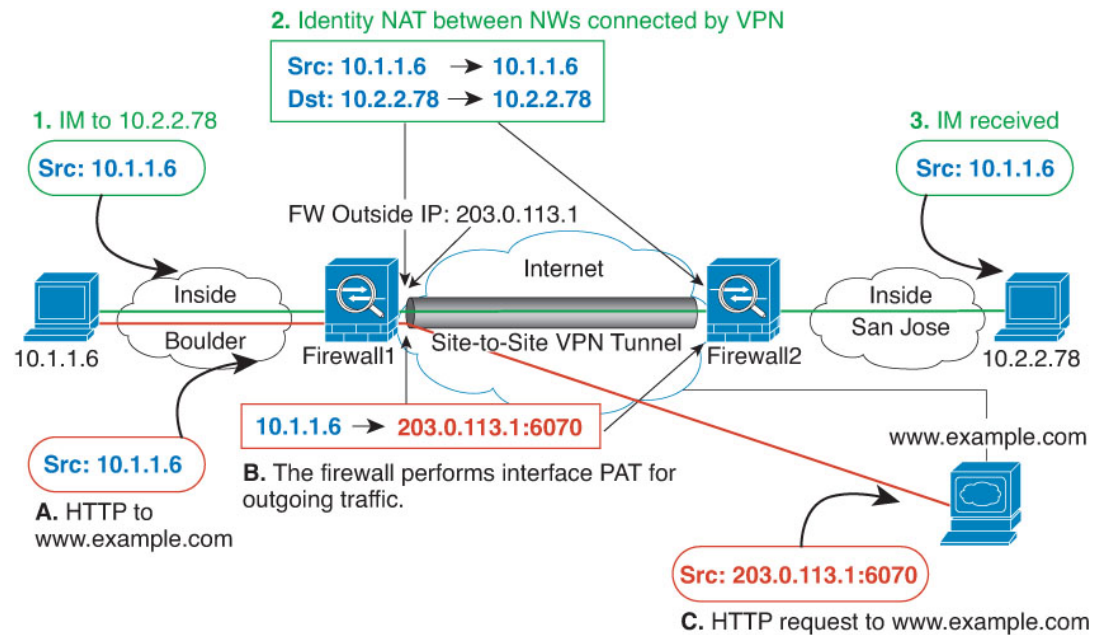 2. Identity NAT between NWs connected by VPN
Src: 10.1.1.6 → 10.1.1.6
Dst: 10.2.2.78 → 10.2.2.78
1. IM to 10.2.2.78
Src: 10.1.1.6
3. IM received
Src: 10.1.1.6
FW Outside IP: 203.0.113.1
Internet
Inside
Boulder
Inside
San Jose
10.1.1.6
Firewall1
Site-to-Site VPN Tunnel
Firewall2
10.2.2.78
10.1.1.6 → 203.0.113.1:6070
B. The firewall performs interface PAT for
outgoing traffic.
www.example.com
Src: 10.1.1.6
A. HTTP to
www.example.com
Src: 203.0.113.1:6070
C. HTTP request to www.example.com